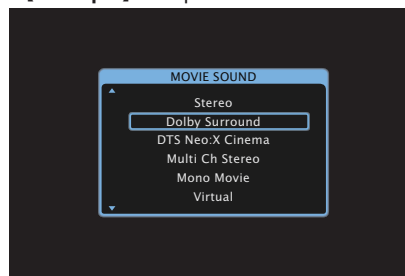 MOVIE SOUND
Stereo
Dolby Surround
DTS Neo:X Cinema
Multi Ch Stereo
Mono Movie
Virtual